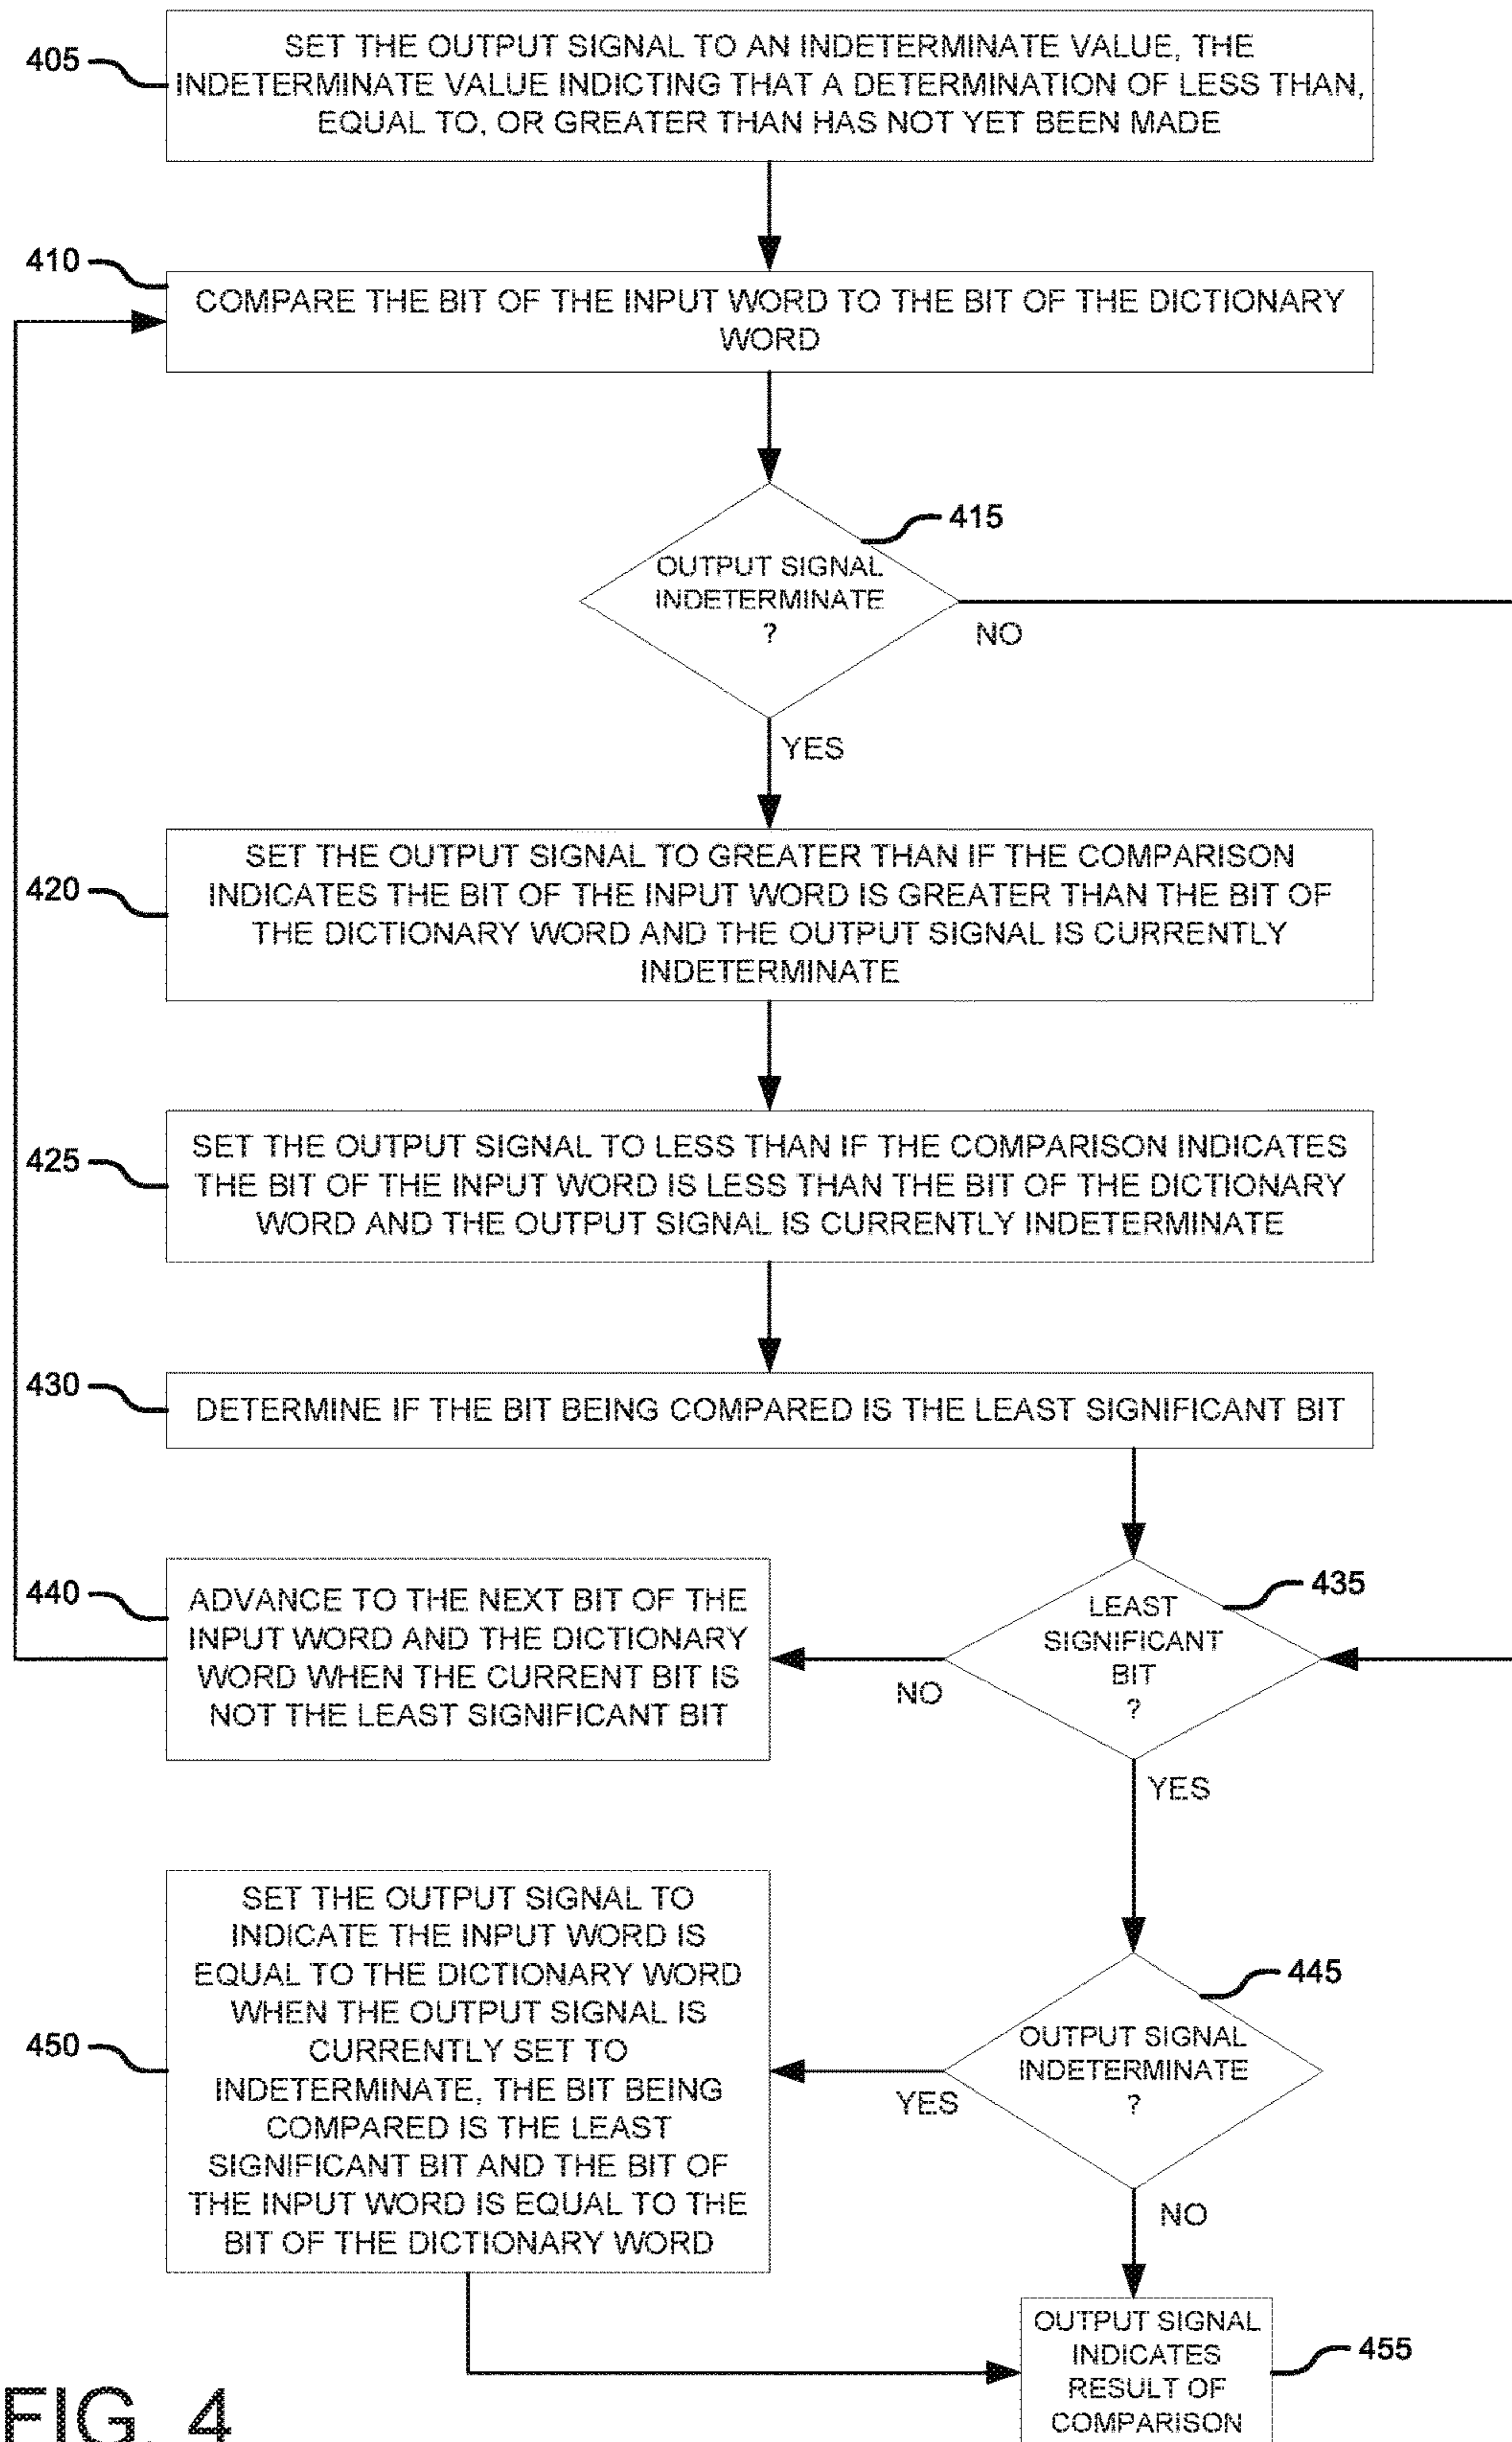 405
SET THE OUTPUT SIGNAL TO AN INDETERMINATE VALUE, THE
INDETERMINATE VALUE INDICTING THAT A DETERMINATION OF LESS THAN,
EQUAL TO, OR GREATER THAN HAS NOT YET BEEN MADE
410
COMPARE THE BIT OF THE INPUT WORD TO THE BIT OF THE DICTIONARY
WORD
415
OUTPUT SIGNAL
INDETERMINATE
?
NO
YES
420
SET THE OUTPUT SIGNAL TO GREATER THAN IF THE COMPARISON
INDICATES THE BIT OF THE INPUT WORD IS GREATER THAN THE BIT OF
THE DICTIONARY WORD AND THE OUTPUT SIGNAL IS CURRENTLY
INDETERMINATE
425
SET THE OUTPUT SIGNAL TO LESS THAN IF THE COMPARISON INDICATES
THE BIT OF THE INPUT WORD IS LESS THAN THE BIT OF THE DICTIONARY
WORD AND THE OUTPUT SIGNAL IS CURRENTLY INDETERMINATE
430
DETERMINE IF THE BIT BEING COMPARED IS THE LEAST SIGNIFICANT BIT
435
LEAST
SIGNIFICANT
BIT
?
NO
YES
440
ADVANCE TO THE NEXT BIT OF THE
INPUT WORD AND THE DICTIONARY
WORD WHEN THE CURRENT BIT IS
NOT THE LEAST SIGNIFICANT BIT
445
OUTPUT SIGNAL
INDETERMINATE
?
YES
NO
450
SET THE OUTPUT SIGNAL TO
INDICATE THE INPUT WORD IS
EQUAL TO THE DICTIONARY WORD
WHEN THE OUTPUT SIGNAL IS
CURRENTLY SET TO
INDETERMINATE, THE BIT BEING
COMPARED IS THE LEAST
SIGNIFICANT BIT AND THE BIT OF
THE INPUT WORD IS EQUAL TO THE
BIT OF THE DICTIONARY WORD
455
OUTPUT SIGNAL
INDICATES
RESULT OF
COMPARISON
FIG. 4